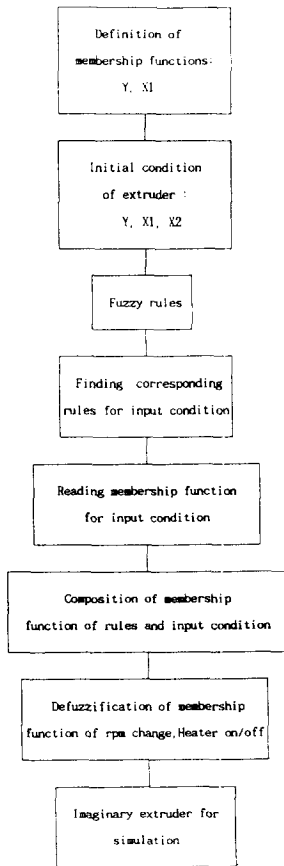 Definition of
membership functions:
Y, X1
Initial condition
of extruder :
Y, X1, X2
Fuzzy rules
Finding corresponding
rules for input condition
Reading membership function
for input condition
Composition of membership
function of rules and input condition
Defuzzification of membership
function of rpm change,Heater on/off
Imaginary extruder for
simulation